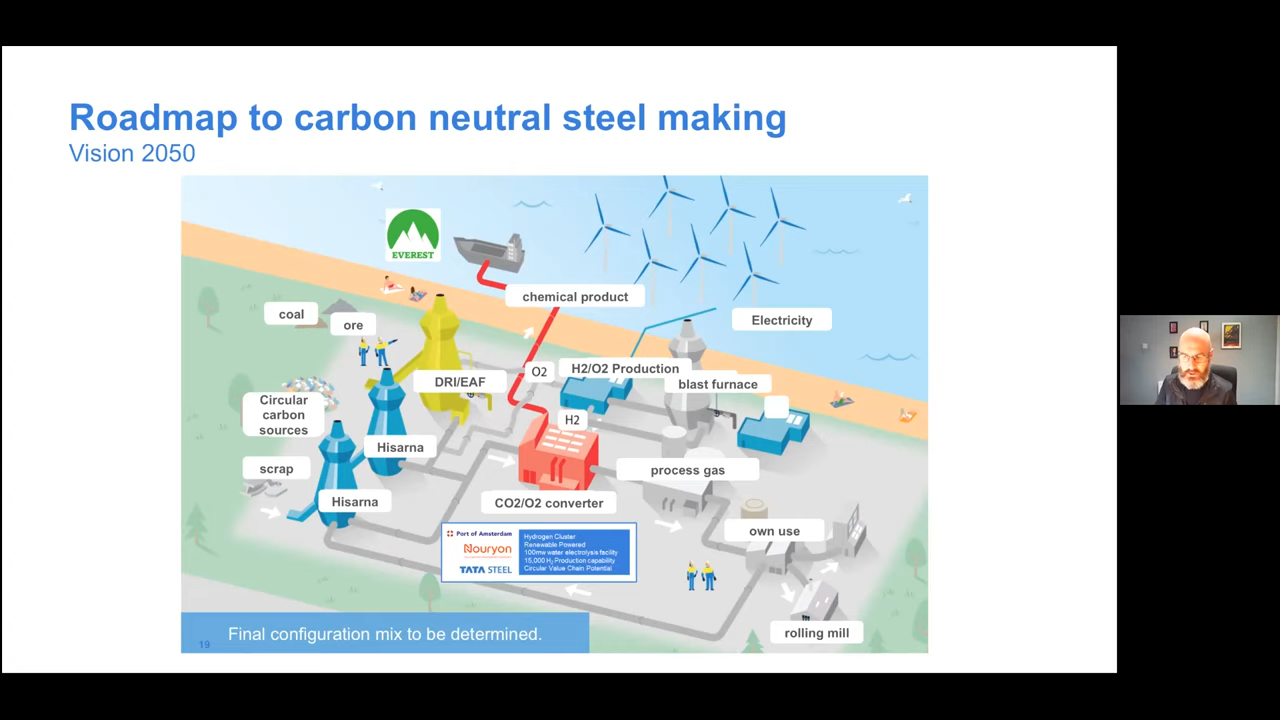 Roadmap to carbon neutral steel making
Vision 2050
EVEREST
chemical product
coal
ore
Electricity
O2
H2/O2 Production
DRI/EAF
blast furnace
Circular
carbon
sources
H2
Hisarna
scrap
process gas
Hisarna
CO2/O2 converter
own use
Port of Amsterdam
Nouryon
TATA STEEL
Hydrogen Cluster
Renewable Powered
100mw water electrolysis facility
15,000 H2 Production capability
Circular Value Chain Potential
rolling mill
Final configuration mix to be determined.
19